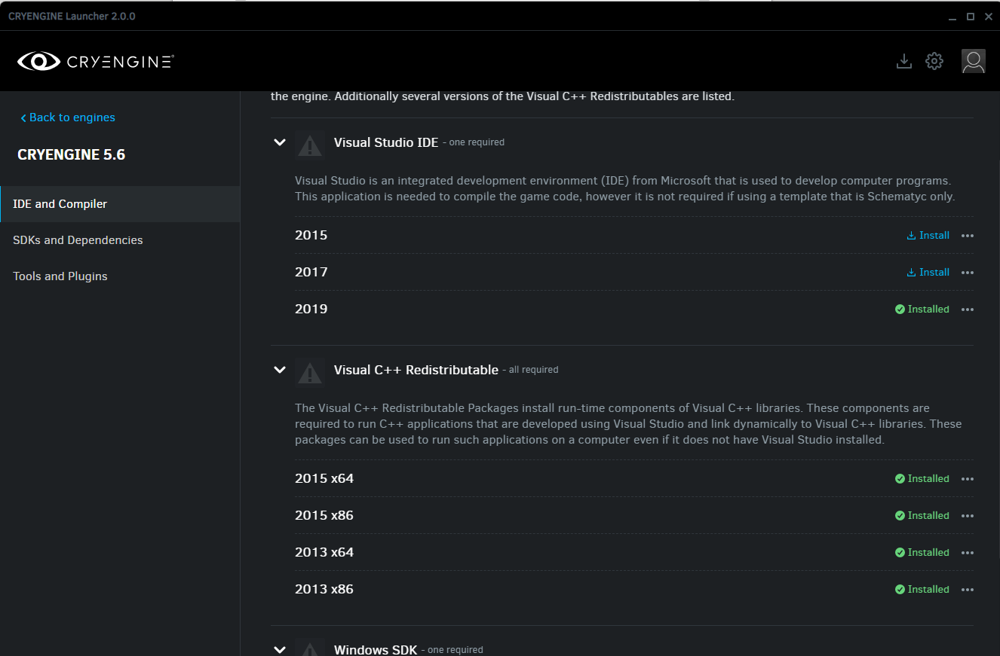 CRYENGINE Launcher 2.0.0
CRYENGINE®
the engine. Additionally several versions of the Visual C++ Redistributables are listed.
Back to engines
CRYENGINE 5.6
IDE and Compiler
SDKs and Dependencies
Tools and Plugins
Visual Studio IDE - one required
Visual Studio is an integrated development environment (IDE) from Microsoft that is used to develop computer programs.
This application is needed to compile the game code, however it is not required if using a template that is Schematyc only.
2015 Install
2017 Install
2019 Installed
Visual C++ Redistributable - all required
The Visual C++ Redistributable Packages install run-time components of Visual C++ libraries. These components are
required to run C++ applications that are developed using Visual Studio and link dynamically to Visual C++ libraries. These
packages can be used to run such applications on a computer even if it does not have Visual Studio installed.
2015 x64 Installed
2015 x86 Installed
2013 x64 Installed
2013 x86 Installed
Windows SDK - one required